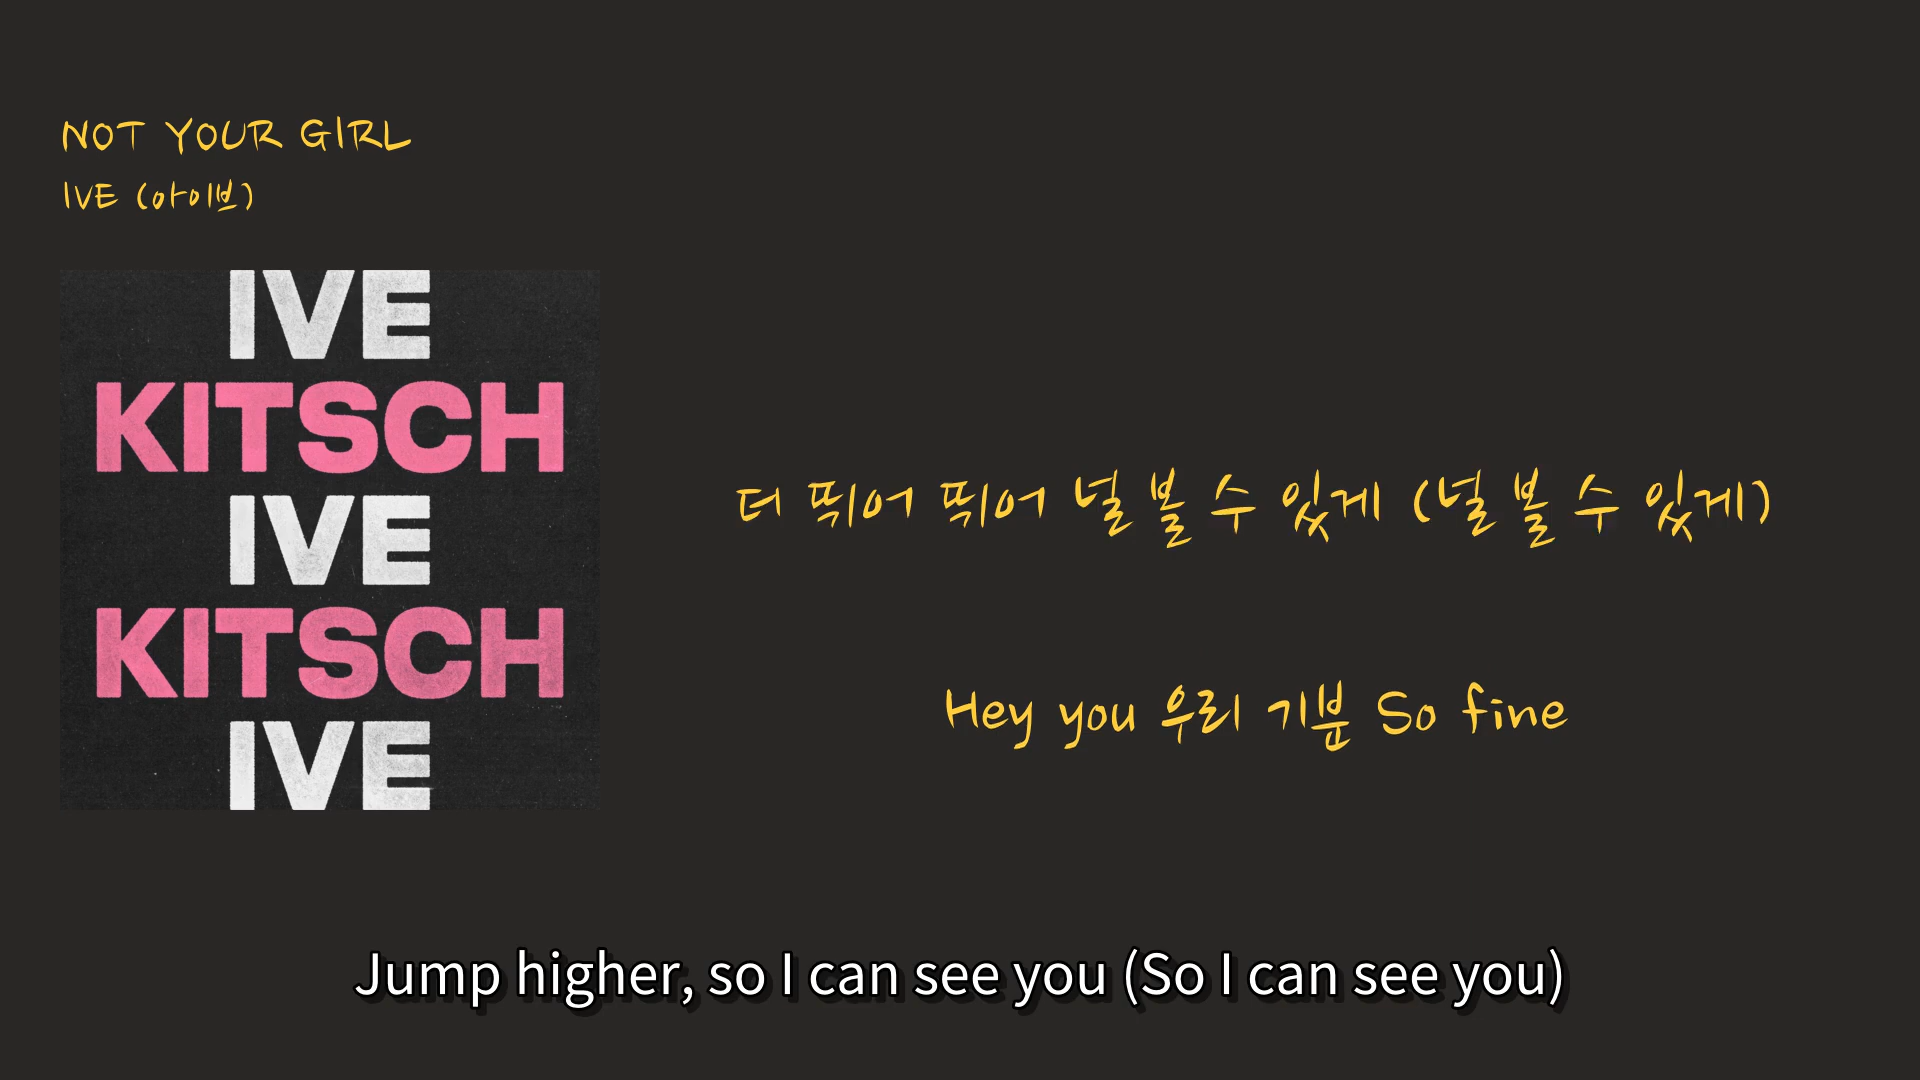 NOT YOUR GIRL
IVE (아이브)
IVE
KITSCH
IVE
KITSCH
IVE
더 뛰어 뛰어 널 볼 수 있게 (널 볼 수 있게)
Hey you 우리 기분 So fine
Jump higher, so I can see you (So I can see you)